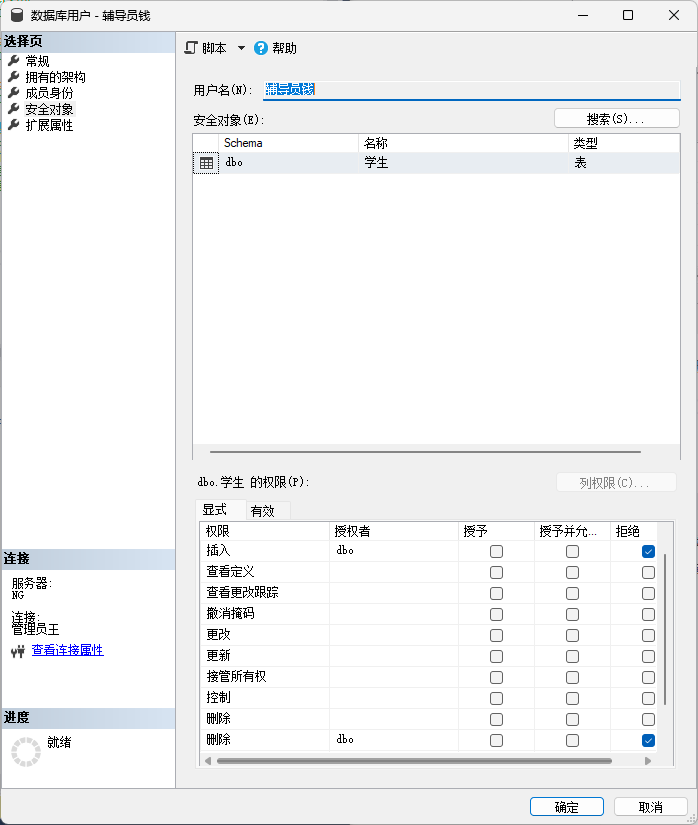 数据库用户 - 辅导员钱
选择页
常规
拥有的架构
成员身份
安全对象
扩展属性
脚本
帮助
用户名(N):
辅导员钱
安全对象(E):
搜索(S)...
Schema 名称 类型
dbo 学生 表
dbo.学生 的权限(P):
列权限(C)...
显式 有效
权限 授权者 授予 授予并允... 拒绝
插入 dbo
查看定义
查看更改跟踪
撤消掩码
更改
更新
接管所有权
控制
删除
删除 dbo
连接
服务器:
NG
连接:
管理员王
查看连接属性
进度
就绪
确定 取消